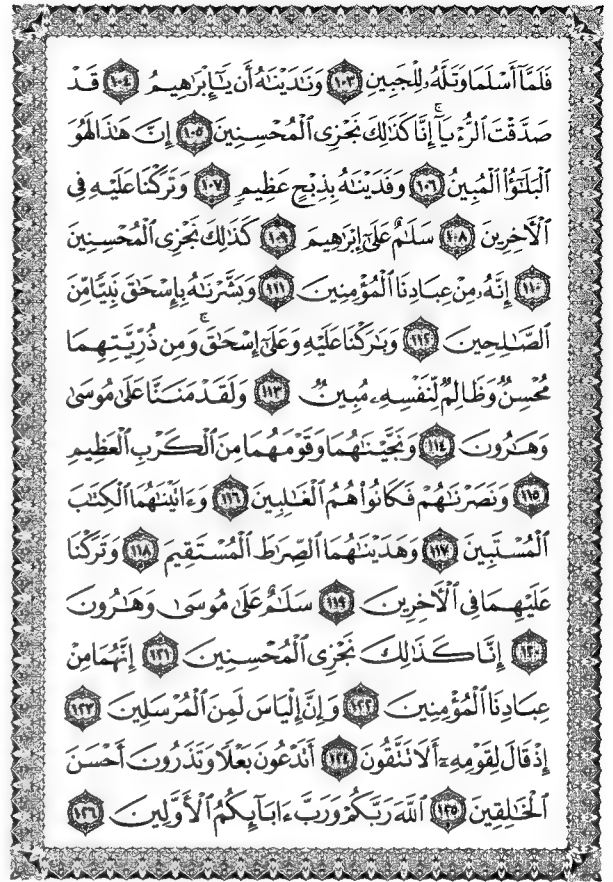 فَلَمَّآ أَسْلَمَا وَتَلَّهُۥ لِلْجَبِينِ ١٠٣ وَنَـٰدَيْنَـٰهُ أَن يَـٰٓإِبْرَٰهِيمُ ١٠٤ قَدْ
صَدَّقْتَ ٱلرُّءْيَآ ۚ إِنَّا كَذَٰلِكَ نَجْزِى ٱلْمُحْسِنِينَ ١٠٥ إِنَّ هَـٰذَا لَهُوَ
ٱلْبَلَـٰٓؤُا۟ ٱلْمُبِينُ ١٠٦ وَفَدَيْنَـٰهُ بِذِبْحٍ عَظِيمٍ ١٠٧ وَتَرَكْنَا عَلَيْهِ فِى
ٱلْـَٔاخِرِينَ ١٠٨ سَلَـٰمٌ عَلَىٰٓ إِبْرَٰهِيمَ ١٠٩ كَذَٰلِكَ نَجْزِى ٱلْمُحْسِنِينَ
١١٠ إِنَّهُۥ مِنْ عِبَادِنَا ٱلْمُؤْمِنِينَ ١١١ وَبَشَّرْنَـٰهُ بِإِسْحَـٰقَ نَبِيًّا مِّنَ
ٱلصَّـٰلِحِينَ ١١٢ وَبَـٰرَكْنَا عَلَيْهِ وَعَلَىٰٓ إِسْحَـٰقَ ۚ وَمِن ذُرِّيَّتِهِمَا
مُحْسِنٌ وَظَالِمٌ لِّنَفْسِهِۦ مُبِينٌ ١١٣ وَلَقَدْ مَنَنَّا عَلَىٰ مُوسَىٰ
وَهَـٰرُونَ ١١٤ وَنَجَّيْنَـٰهُمَا وَقَوْمَهُمَا مِنَ ٱلْكَرْبِ ٱلْعَظِيمِ
١١٥ وَنَصَرْنَـٰهُمْ فَكَانُوا۟ هُمُ ٱلْغَـٰلِبِينَ ١١٦ وَءَاتَيْنَـٰهُمَا ٱلْكِتَـٰبَ
ٱلْمُسْتَبِينَ ١١٧ وَهَدَيْنَـٰهُمَا ٱلصِّرَٰطَ ٱلْمُسْتَقِيمَ ١١٨ وَتَرَكْنَا
عَلَيْهِمَا فِى ٱلْـَٔاخِرِينَ ١١٩ سَلَـٰمٌ عَلَىٰ مُوسَىٰ وَهَـٰرُونَ
١٢٠ إِنَّا كَذَٰلِكَ نَجْزِى ٱلْمُحْسِنِينَ ١٢١ إِنَّهُمَا مِنْ
عِبَادِنَا ٱلْمُؤْمِنِينَ ١٢٢ وَإِنَّ إِلْيَاسَ لَمِنَ ٱلْمُرْسَلِينَ ١٢٣
إِذْ قَالَ لِقَوْمِهِۦٓ أَلَا تَتَّقُونَ ١٢٤ أَتَدْعُونَ بَعْلًا وَتَذَرُونَ أَحْسَنَ
ٱلْخَـٰلِقِينَ ١٢٥ ٱللَّهَ رَبَّكُمْ وَرَبَّ ءَابَآئِكُمُ ٱلْأَوَّلِينَ ١٢٦